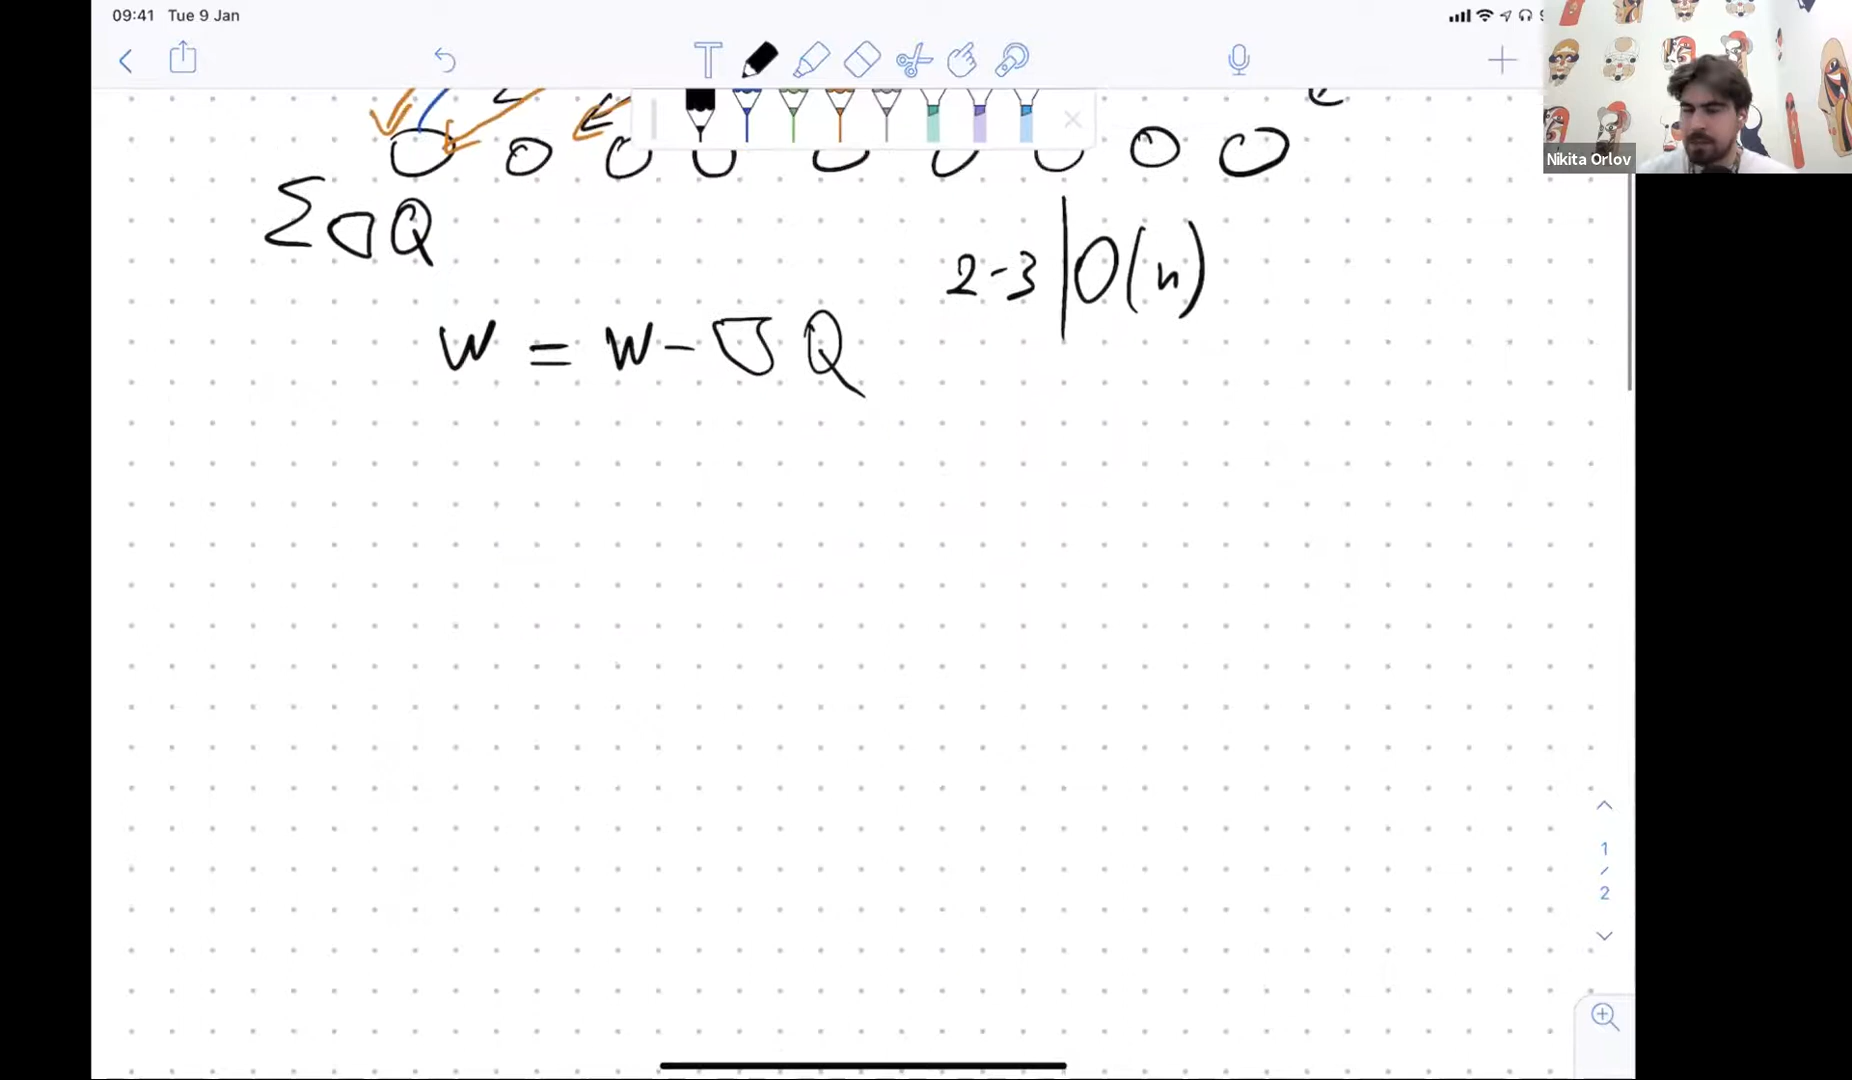 09:41 Tue 9 Jan
Nikita Orlov
Σ∇Q
2-3 | O(n)
W = W - ∇Q
1
/
2